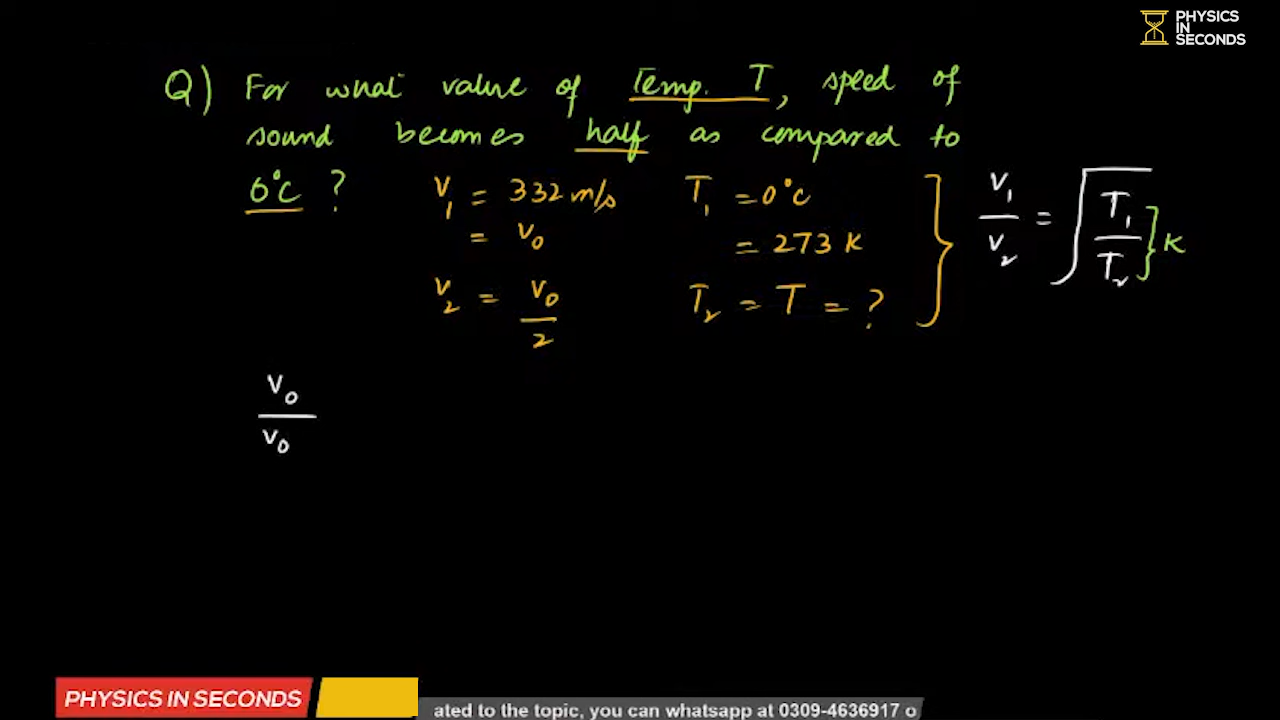 PHYSICS
IN
SECONDS
Q) For what value of Temp. T, speed of
sound becomes half as compared to
0°C ?
V₁ = 332 m/s
= V₀
V₂ = V₀/2
T₁ = 0°C
= 273 K
T₂ = T = ?
V₁/V₂ = √(T₁/T₂) } K
V₀/V₀
PHYSICS IN SECONDS
ated to the topic, you can whatsapp at 0309-4636917 o